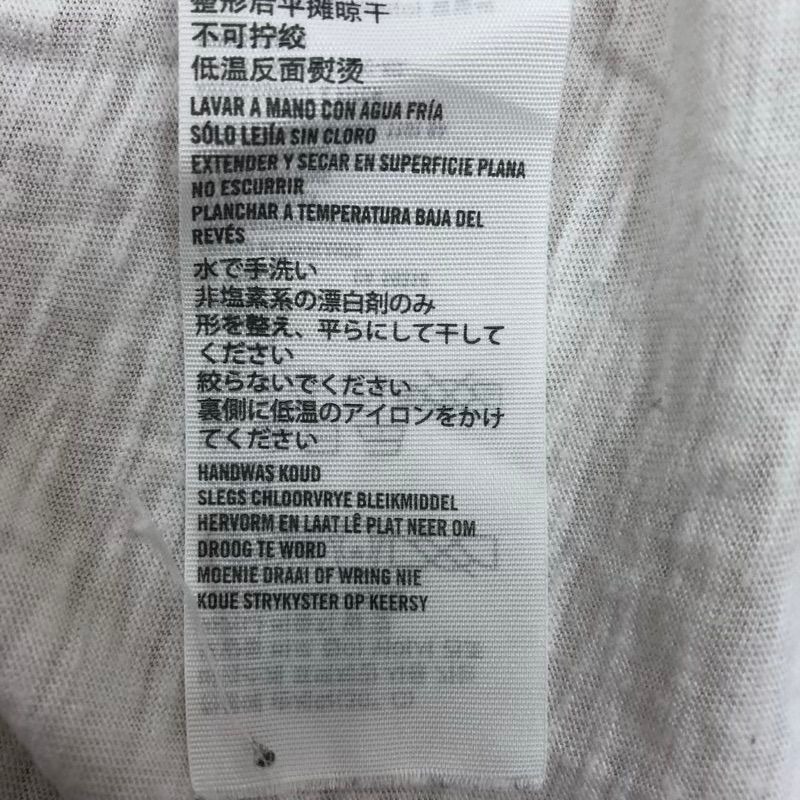 整形后平摊晾干
不可拧绞
低温反面熨烫
LAVAR A MANO CON AGUA FRÍA
SÓLO LEJÍA SIN CLORO
EXTENDER Y SECAR EN SUPERFICIE PLANA
NO ESCURRIR
PLANCHAR A TEMPERATURA BAJA DEL
REVÉS
水で手洗い
非塩素系の漂白剤のみ
形を整え、平らにして干して
ください
絞らないでください
裏側に低温のアイロンをかけ
てください
HANDWAS KOUD
SLEGS CHLOORVRYE BLEIKMIDDEL
HERVORM EN LAAT LÊ PLAT NEER OM
DROOG TE WORD
MOENIE DRAAI OF WRING NIE
KOUE STRYKYSTER OP KEERSY